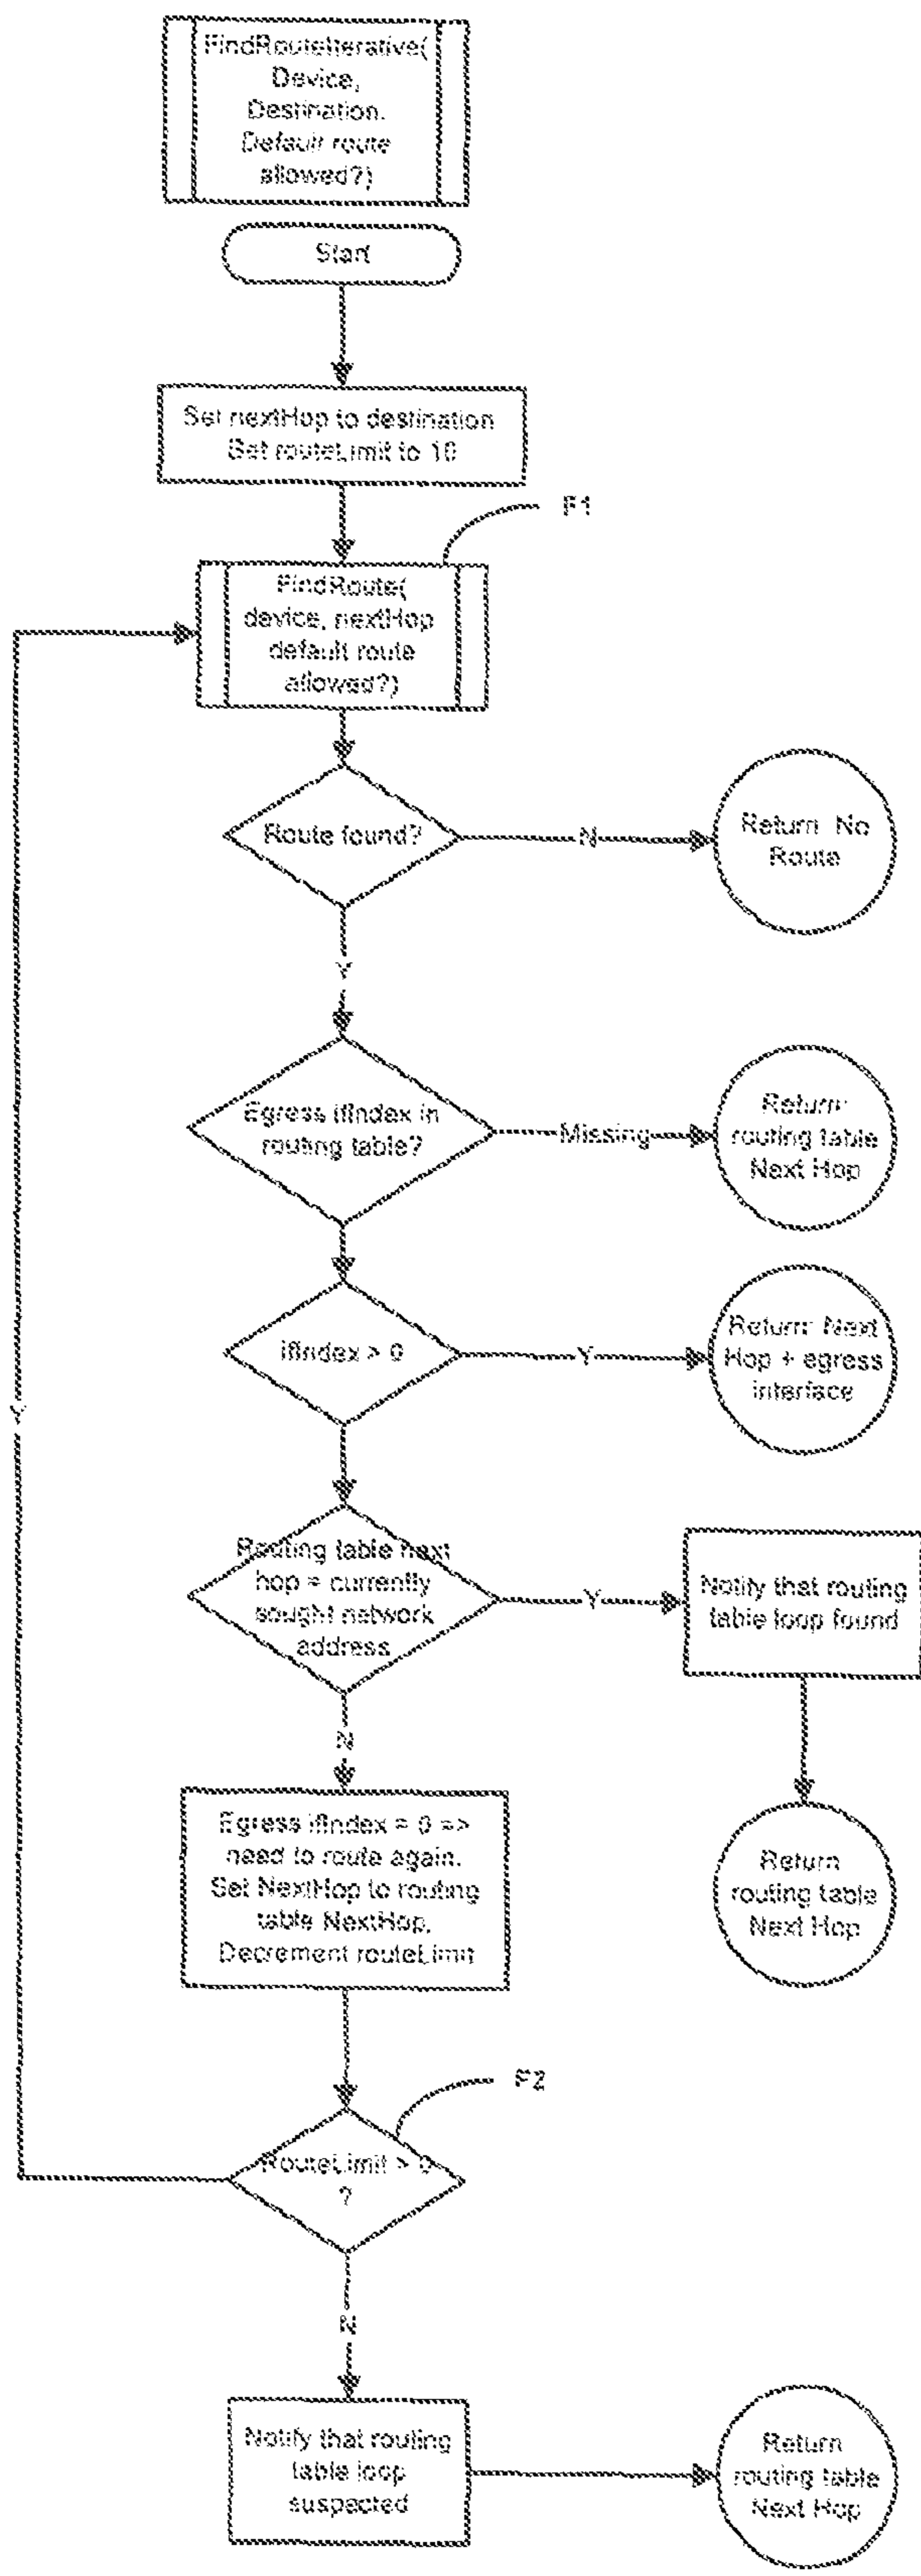 FindRouteIterative(
Device,
Destination.
Default route
allowed?)
Start
Set nextHop to destination
Set routeLimit to 10
F1
FindRoute(
device, nextHop
default route
allowed?)
Route found?
N
Return No
Route
Y
Egress ifIndex in
routing table?
Missing
Return:
routing table
Next Hop
ifIndex > 0
Y
Return: Next
Hop + egress
interface
Y
Routing table next
hop = currently
sought network
address
Y
Notify that routing
table loop found
N
Egress ifIndex = 0 =>
need to route again.
Set NextHop to routing
table NextHop,
Decrement routeLimit
Return
routing table
Next Hop
F2
RouteLimit > 0
?
N
Notify that routing
table loop
suspected
Return
routing table
Next Hop